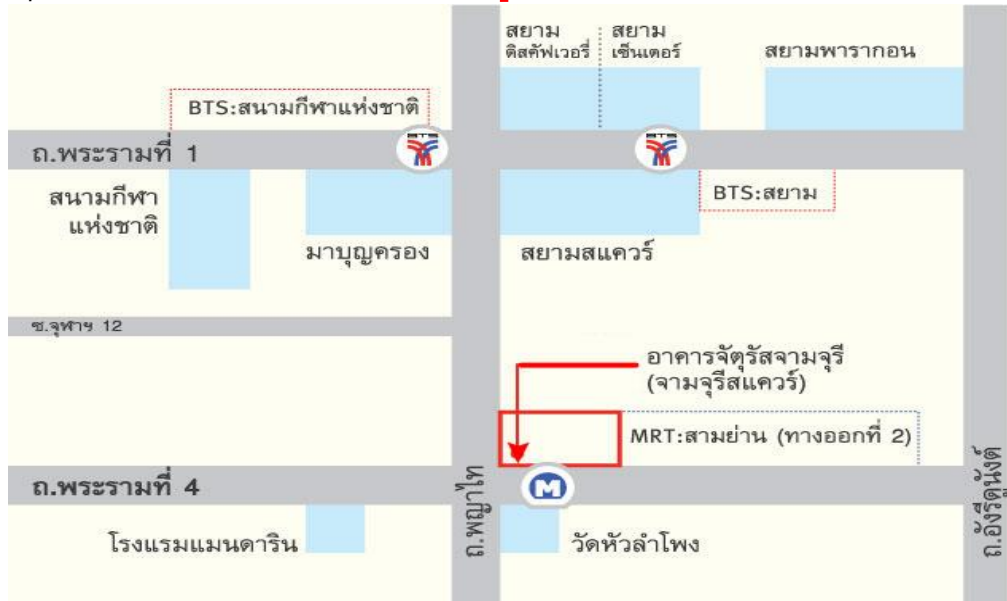 สยาม
ดิสคัฟเวอรี่
สยาม
เซ็นเตอร์
สยามพารากอน
BTS:สนามกีฬาแห่งชาติ
BTS
BTS
ถ.พระรามที่ 1
สนามกีฬา
แห่งชาติ
มาบุญครอง
สยามสแควร์
BTS:สยาม
ซ.จุฬาฯ 12
อาคารจัตุรัสจามจุรี
(จามจุรีสแควร์)
MRT:สามย่าน (ทางออกที่ 2)
ถ.พระรามที่ 4
M
ถ.พญาไท
ถ.อังรีดูนังต์
โรงแรมแมนดาริน
วัดหัวลำโพง